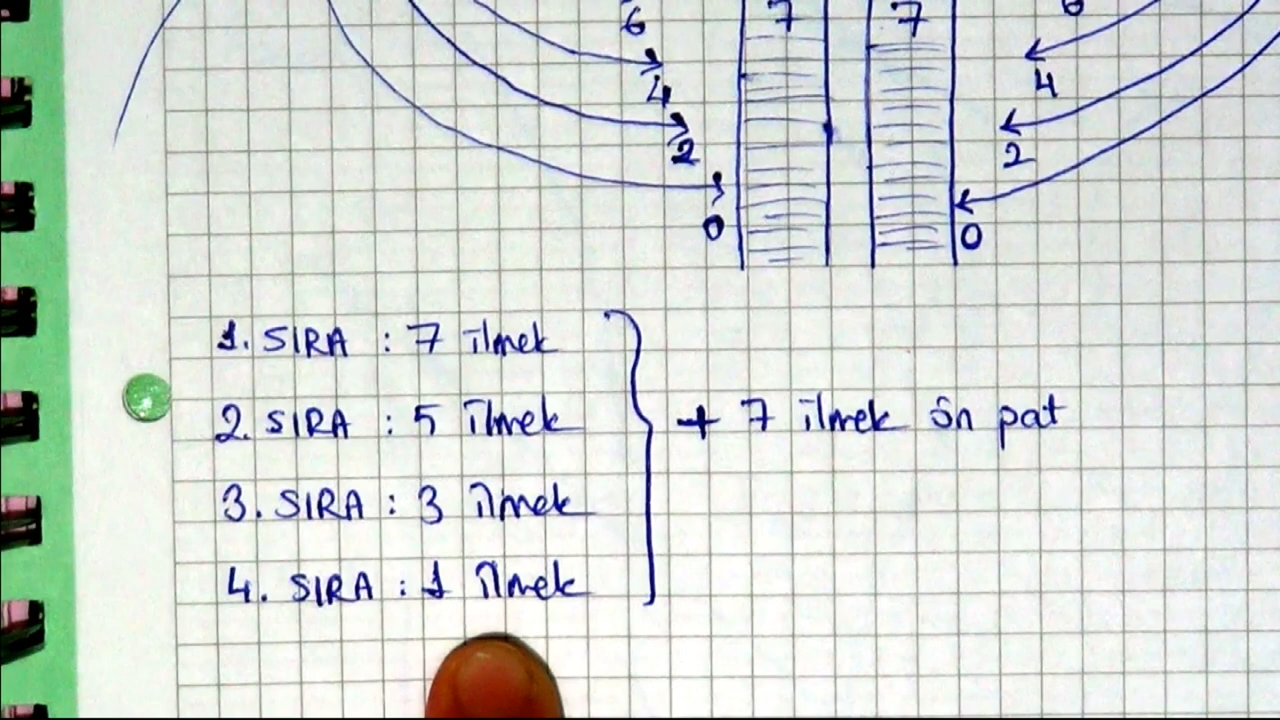 6 7 7 6
4 4
2 2
0 0
1. SIRA : 7 ilmek
2. SIRA : 5 ilmek + 7 ilmek ön pat
3. SIRA : 3 ilmek
4. SIRA : 1 ilmek